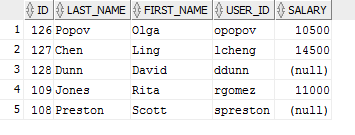 ID LAST_NAME FIRST_NAME USER_ID SALARY
1 126 Popov Olga opopov 10500
2 127 Chen Ling lcheng 14500
3 128 Dunn David ddunn (null)
4 109 Jones Rita rgomez 11000
5 108 Preston Scott spreston (null)